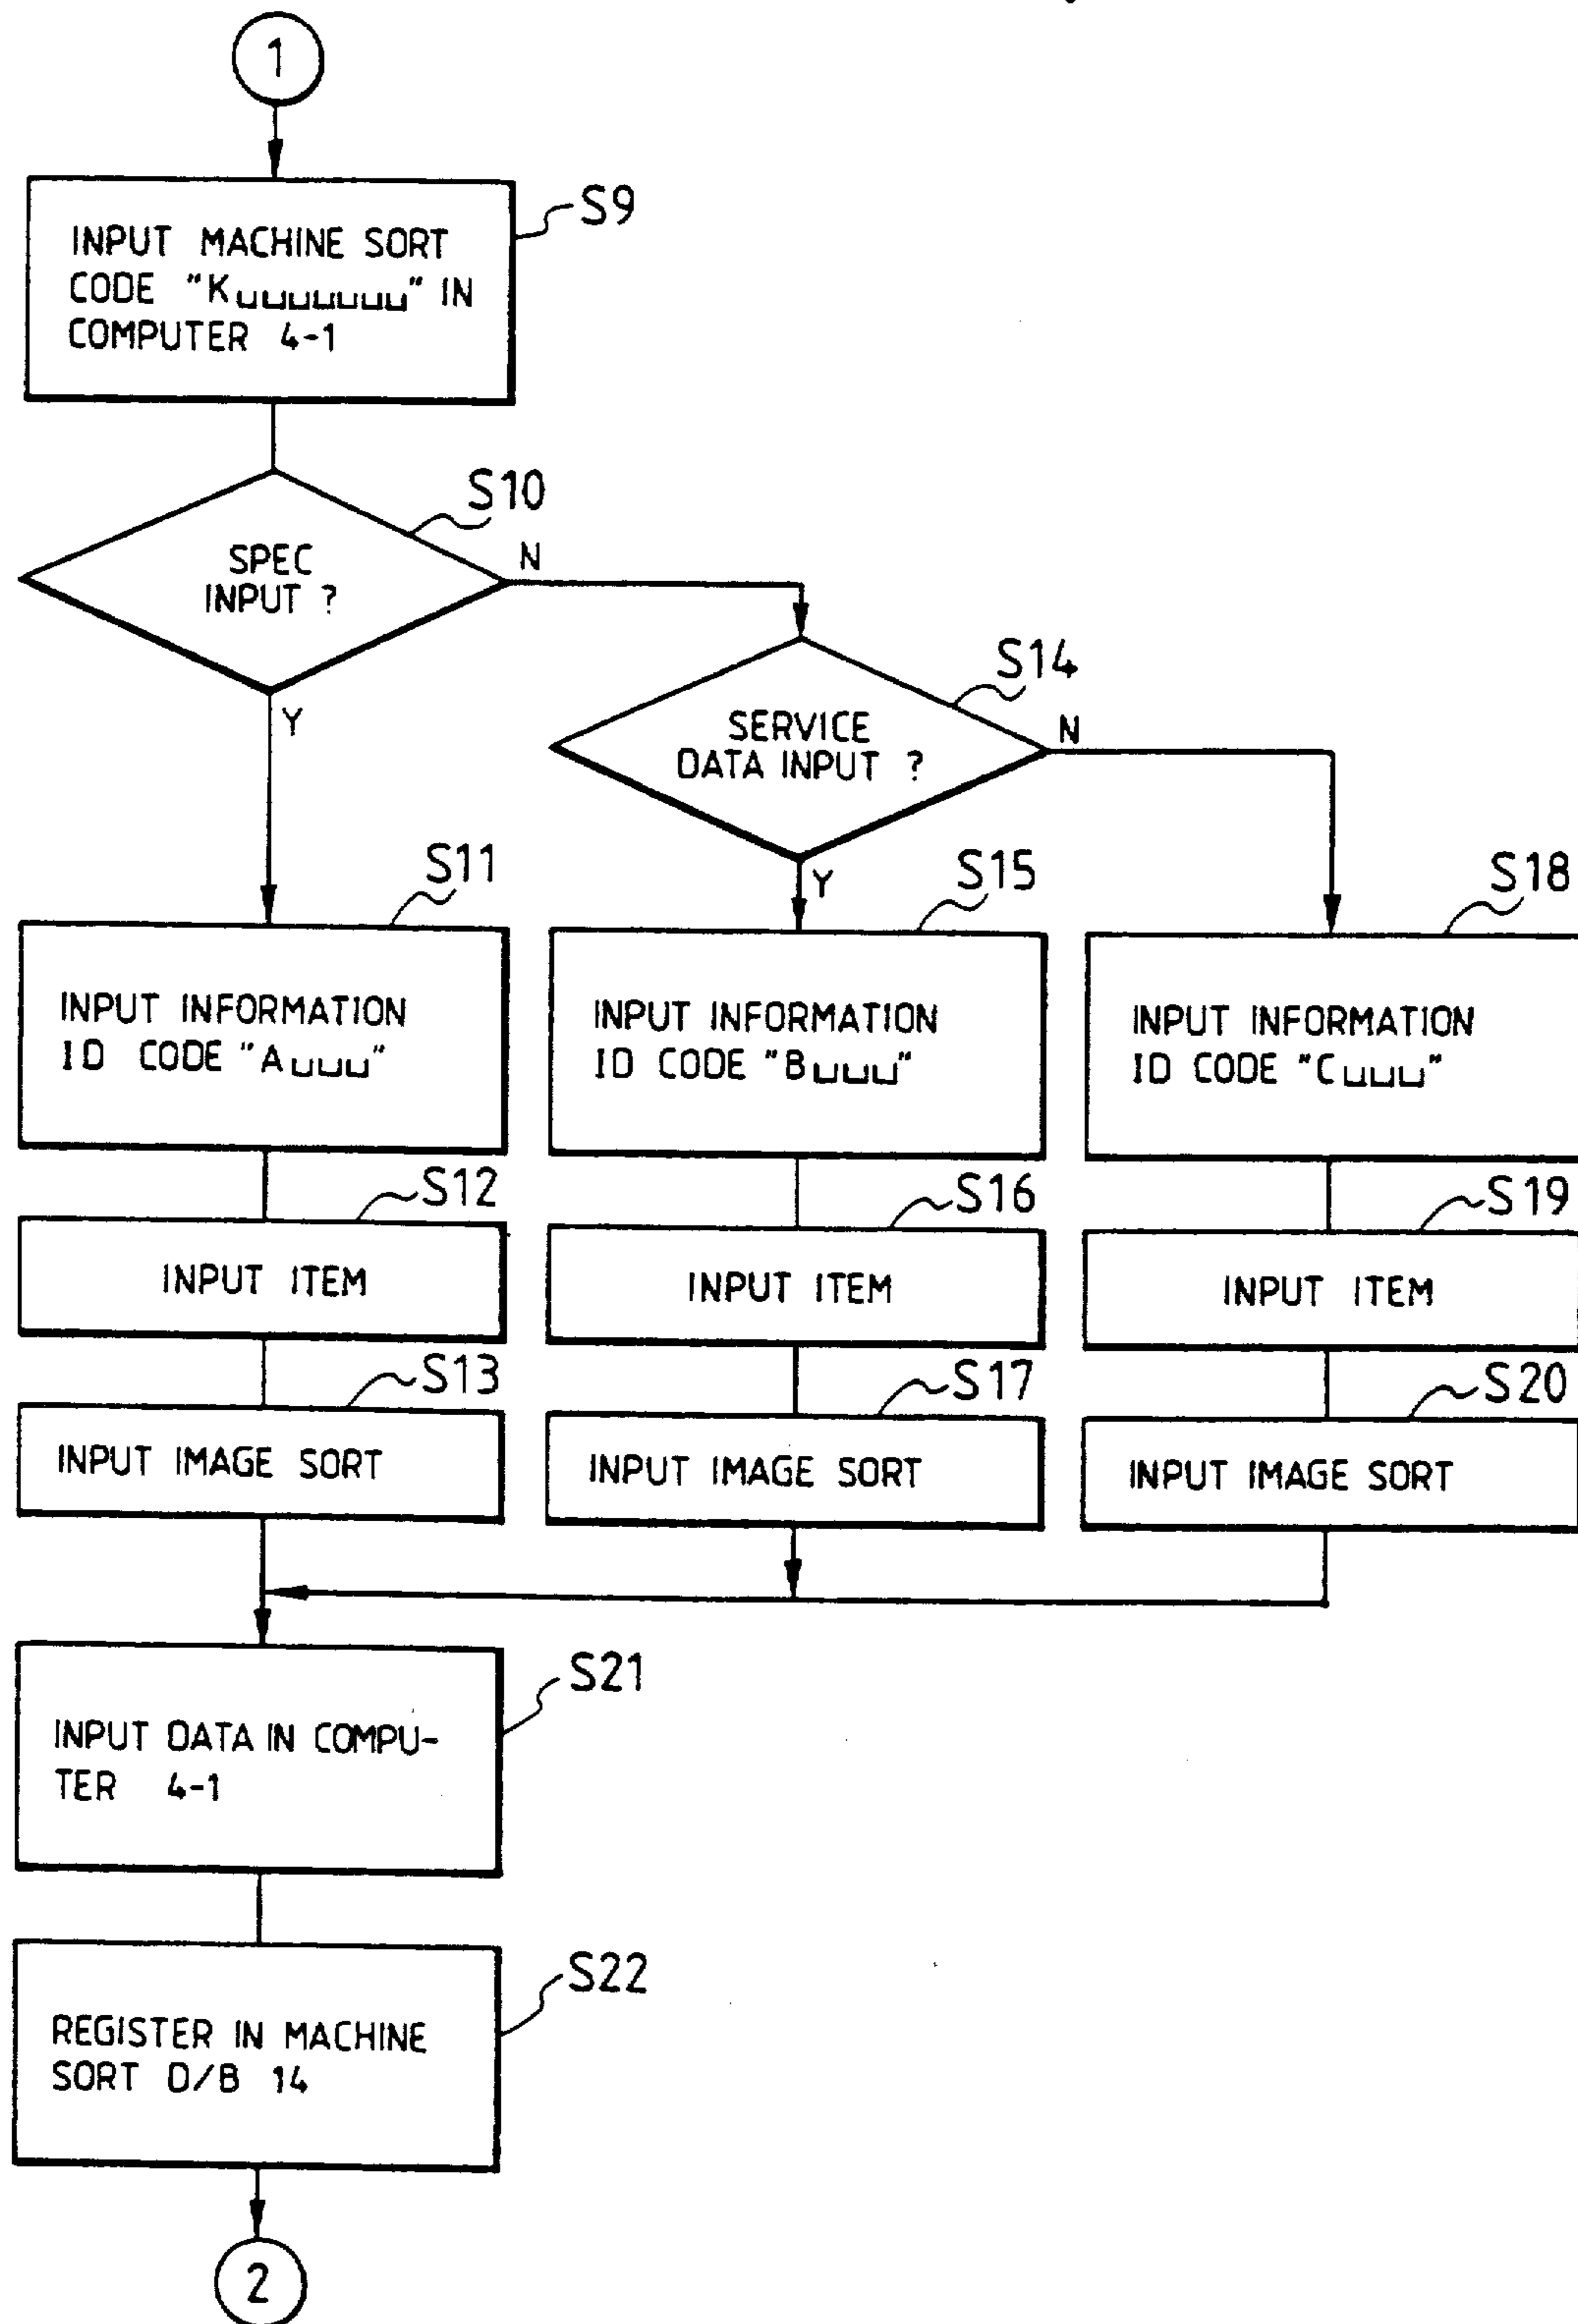 1
S9
INPUT MACHINE SORT
CODE "K␣␣␣␣␣␣␣" IN
COMPUTER 4-1
S10
SPEC
INPUT ?
N
Y
S14
SERVICE
DATA INPUT ?
N
Y
S11
INPUT INFORMATION
ID CODE "A␣␣␣"
S15
INPUT INFORMATION
ID CODE "B␣␣␣"
S18
INPUT INFORMATION
ID CODE "C␣␣␣"
S12
INPUT ITEM
S16
INPUT ITEM
S19
INPUT ITEM
S13
INPUT IMAGE SORT
S17
INPUT IMAGE SORT
S20
INPUT IMAGE SORT
S21
INPUT DATA IN COMPU-
TER 4-1
S22
REGISTER IN MACHINE
SORT D/B 14
2